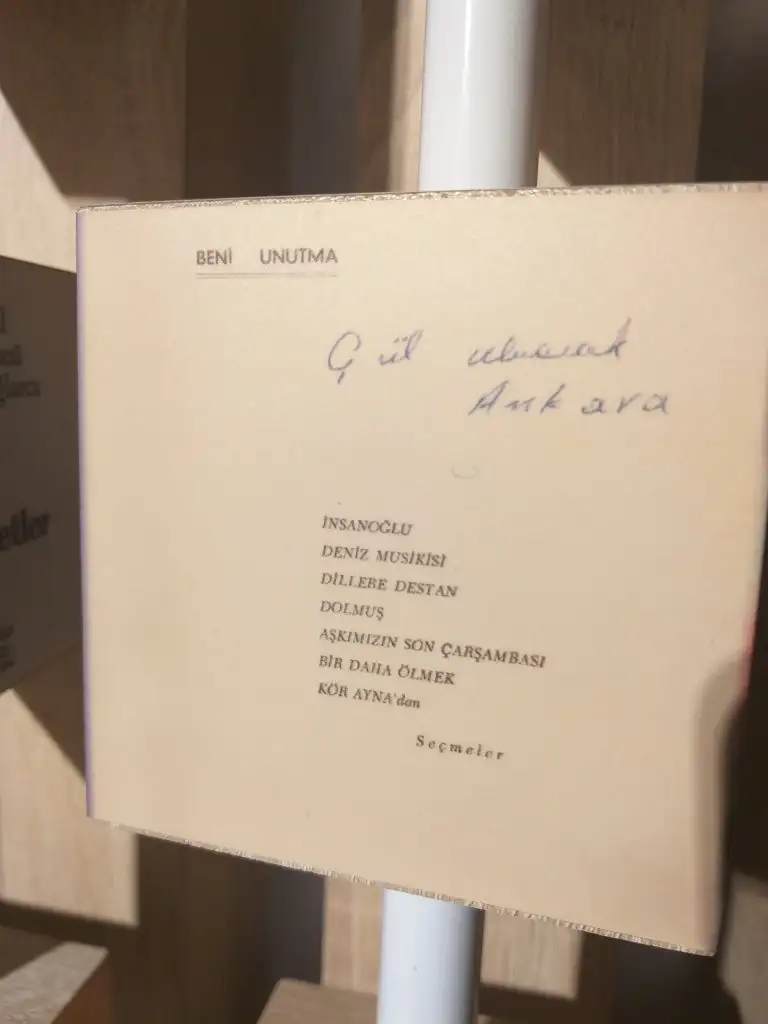 BENİ UNUTMA
Gül
Ankara
İNSANOĞLU
DENİZ MUSİKİSİ
DİLLERE DESTAN
DOLMUŞ
AŞKIMIZIN SON ÇARŞAMBASI
BİR DAHA ÖLMEK
KÖR AYNA'dan
Seçmeler